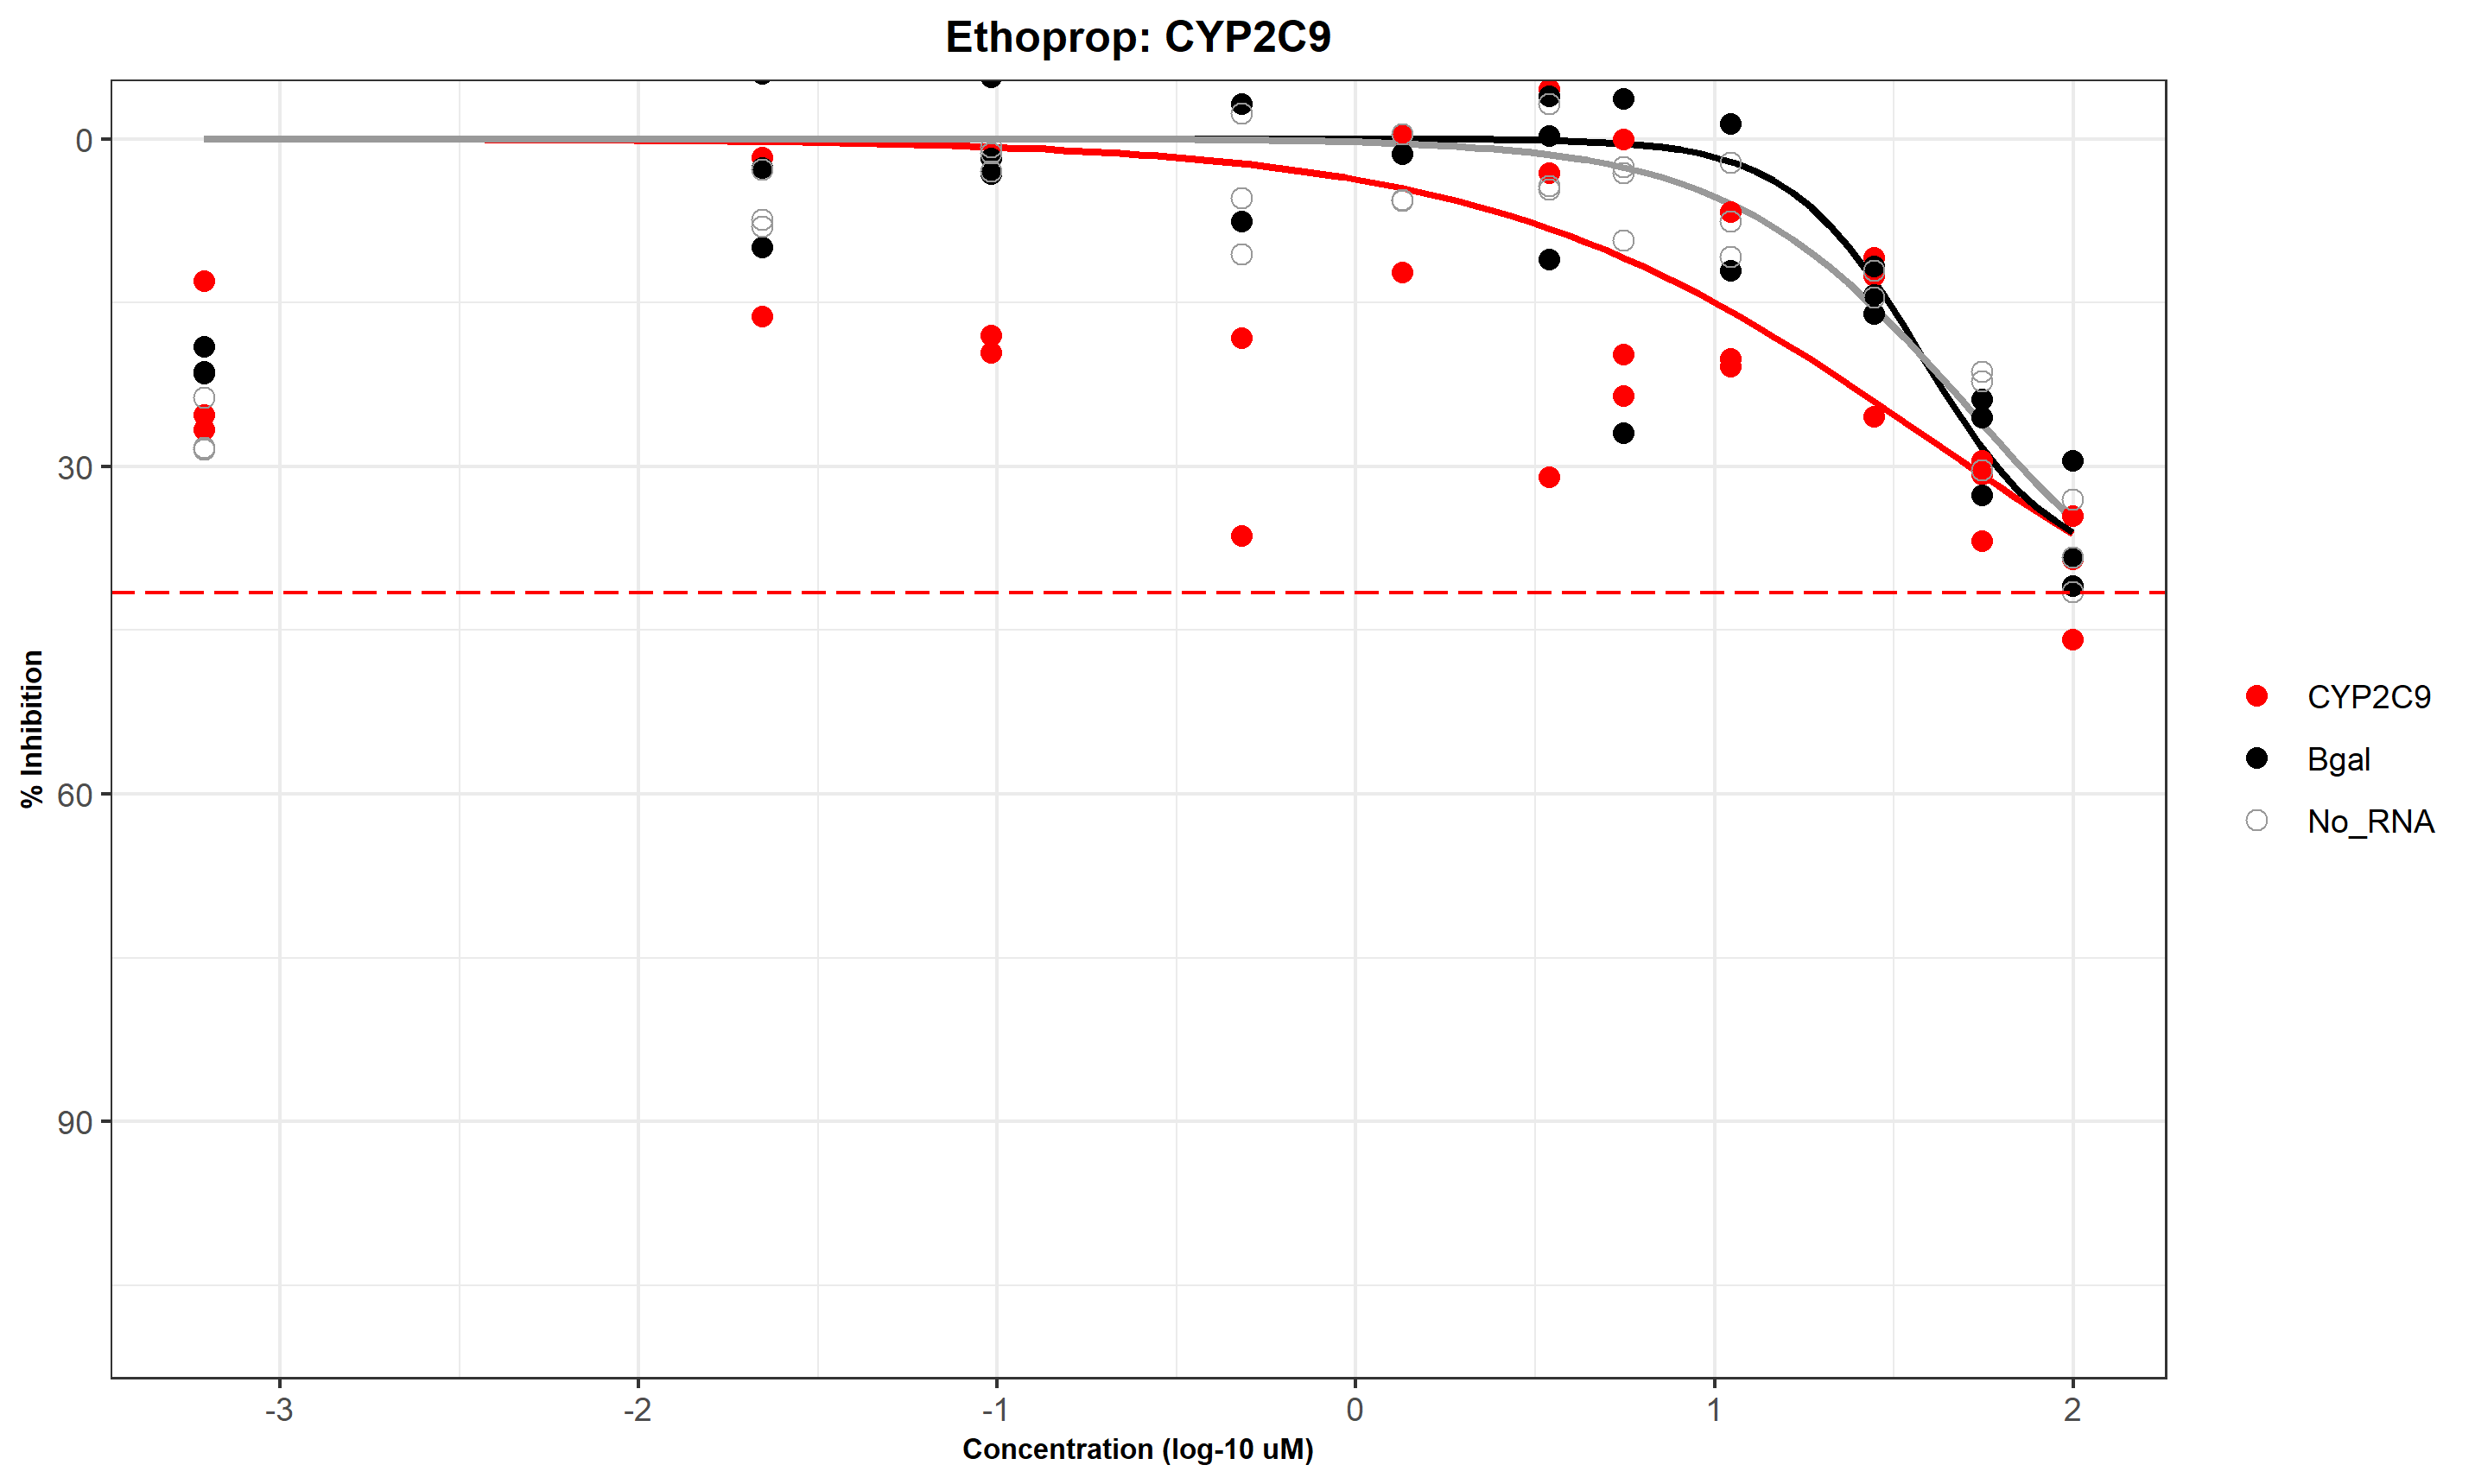 Ethoprop: CYP2C9
0
30
60
90
% Inhibition
-3
-2
-1
0
1
2
Concentration (log-10 uM)
CYP2C9
Bgal
No_RNA